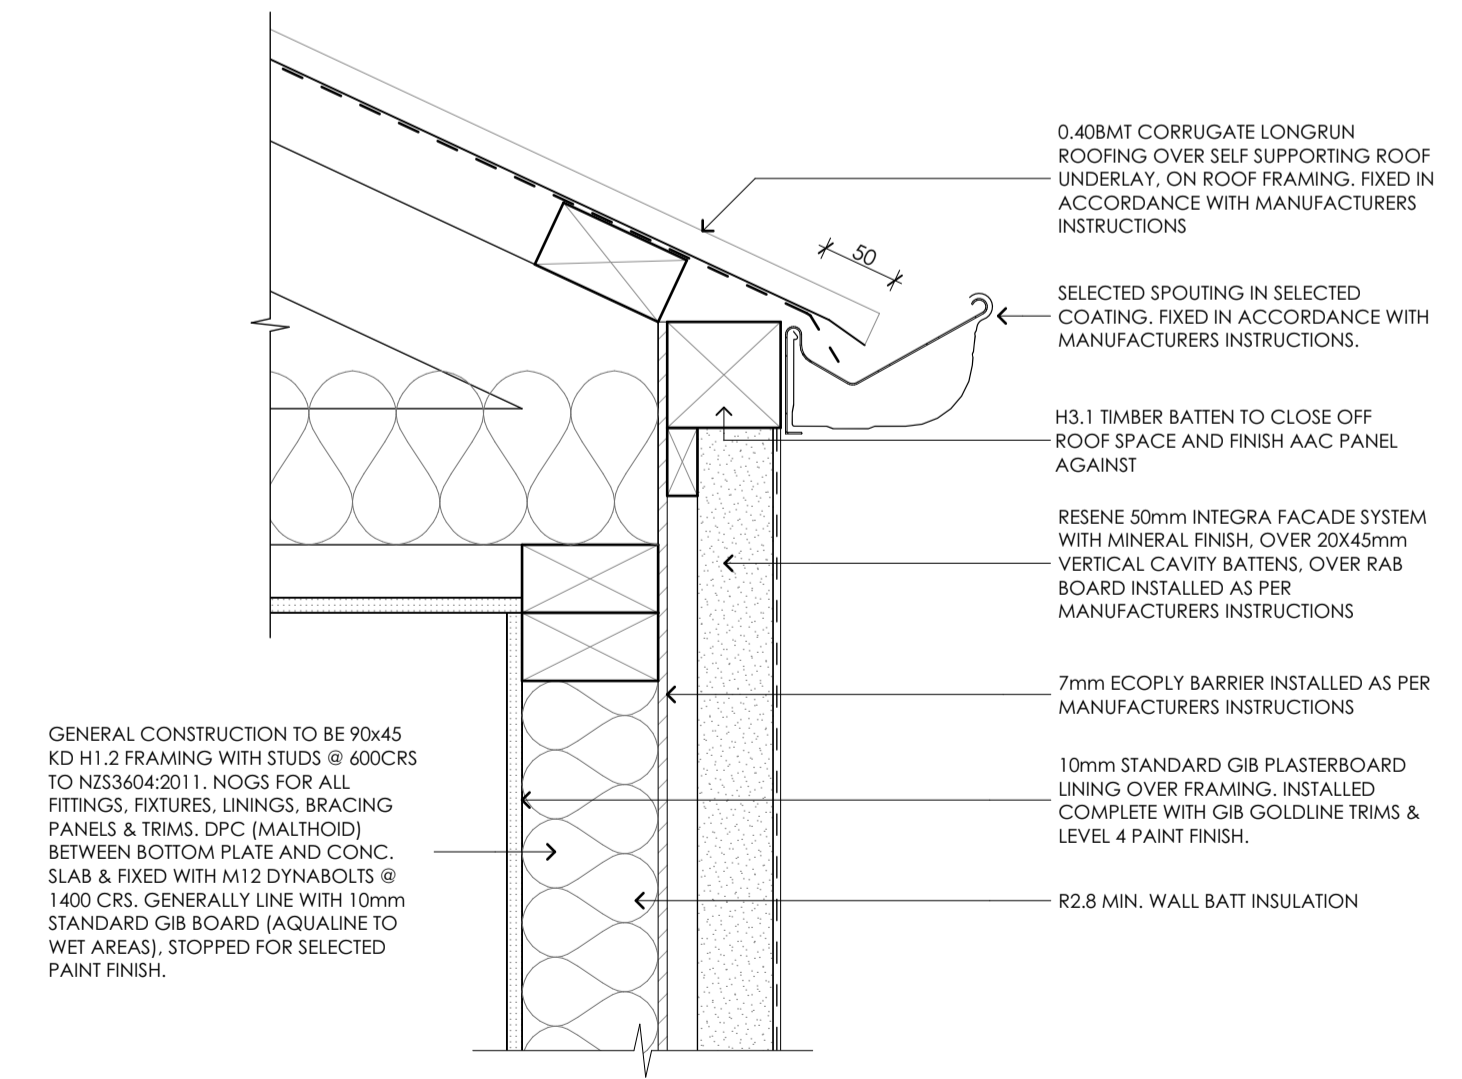 0.40BMT CORRUGATE LONGRUN
ROOFING OVER SELF SUPPORTING ROOF
UNDERLAY, ON ROOF FRAMING. FIXED IN
ACCORDANCE WITH MANUFACTURERS
INSTRUCTIONS
50
SELECTED SPOUTING IN SELECTED
COATING. FIXED IN ACCORDANCE WITH
MANUFACTURERS INSTRUCTIONS.
H3.1 TIMBER BATTEN TO CLOSE OFF
ROOF SPACE AND FINISH AAC PANEL
AGAINST
RESENE 50mm INTEGRA FACADE SYSTEM
WITH MINERAL FINISH, OVER 20X45mm
VERTICAL CAVITY BATTENS, OVER RAB
BOARD INSTALLED AS PER
MANUFACTURERS INSTRUCTIONS
7mm ECOPLY BARRIER INSTALLED AS PER
MANUFACTURERS INSTRUCTIONS
10mm STANDARD GIB PLASTERBOARD
LINING OVER FRAMING. INSTALLED
COMPLETE WITH GIB GOLDLINE TRIMS &
LEVEL 4 PAINT FINISH.
R2.8 MIN. WALL BATT INSULATION
GENERAL CONSTRUCTION TO BE 90x45
KD H1.2 FRAMING WITH STUDS @ 600CRS
TO NZS3604:2011. NOGS FOR ALL
FITTINGS, FIXTURES, LININGS, BRACING
PANELS & TRIMS. DPC (MALTHOID)
BETWEEN BOTTOM PLATE AND CONC.
SLAB & FIXED WITH M12 DYNABOLTS @
1400 CRS. GENERALLY LINE WITH 10mm
STANDARD GIB BOARD (AQUALINE TO
WET AREAS), STOPPED FOR SELECTED
PAINT FINISH.